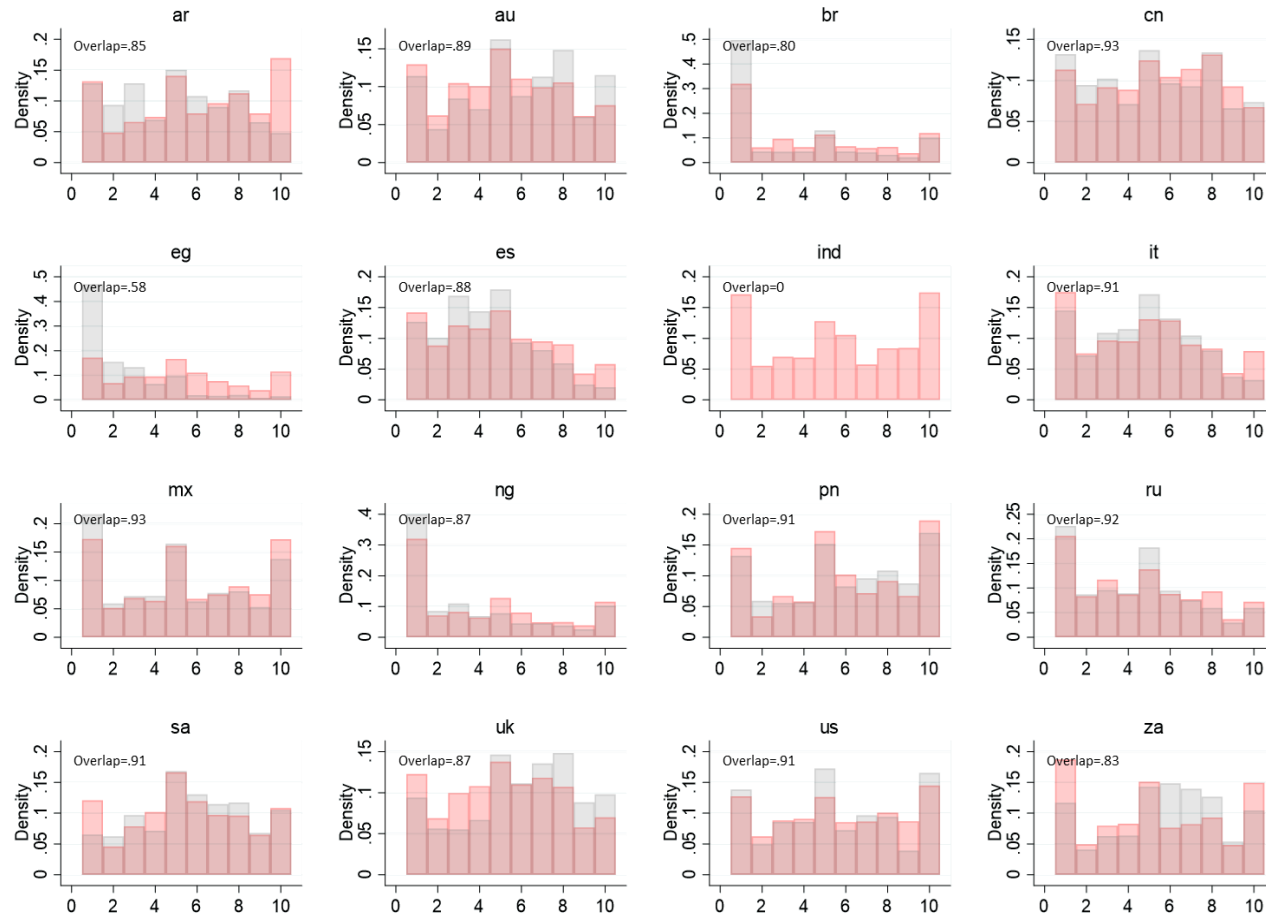 ar au br cn
Overlap=.85 Overlap=.89 Overlap=.80 Overlap=.93
Density Density Density Density
.2 .15 .1 .05 0
.15 .1 .05 0
.5 .4 .3 .2 .1 0
.15 .1 .05 0
0 2 4 6 8 10
0 2 4 6 8 10
0 2 4 6 8 10
0 2 4 6 8 10
eg es ind it
Overlap=.58 Overlap=.88 Overlap=0 Overlap=.91
Density Density Density Density
.5 .4 .3 .2 .1 0
.2 .15 .1 .05 0
.2 .15 .1 .05 0
.2 .15 .1 .05 0
0 2 4 6 8 10
0 2 4 6 8 10
0 2 4 6 8 10
0 2 4 6 8 10
mx ng pn ru
Overlap=.93 Overlap=.87 Overlap=.91 Overlap=.92
Density Density Density Density
.2 .15 .1 .05 0
.4 .3 .2 .1 0
.2 .15 .1 .05 0
.25 .2 .15 .1 .05 0
0 2 4 6 8 10
0 2 4 6 8 10
0 2 4 6 8 10
0 2 4 6 8 10
sa uk us za
Overlap=.91 Overlap=.87 Overlap=.91 Overlap=.83
Density Density Density Density
.2 .15 .1 .05 0
.15 .1 .05 0
.2 .15 .1 .05 0
.2 .15 .1 .05 0
0 2 4 6 8 10
0 2 4 6 8 10
0 2 4 6 8 10
0 2 4 6 8 10